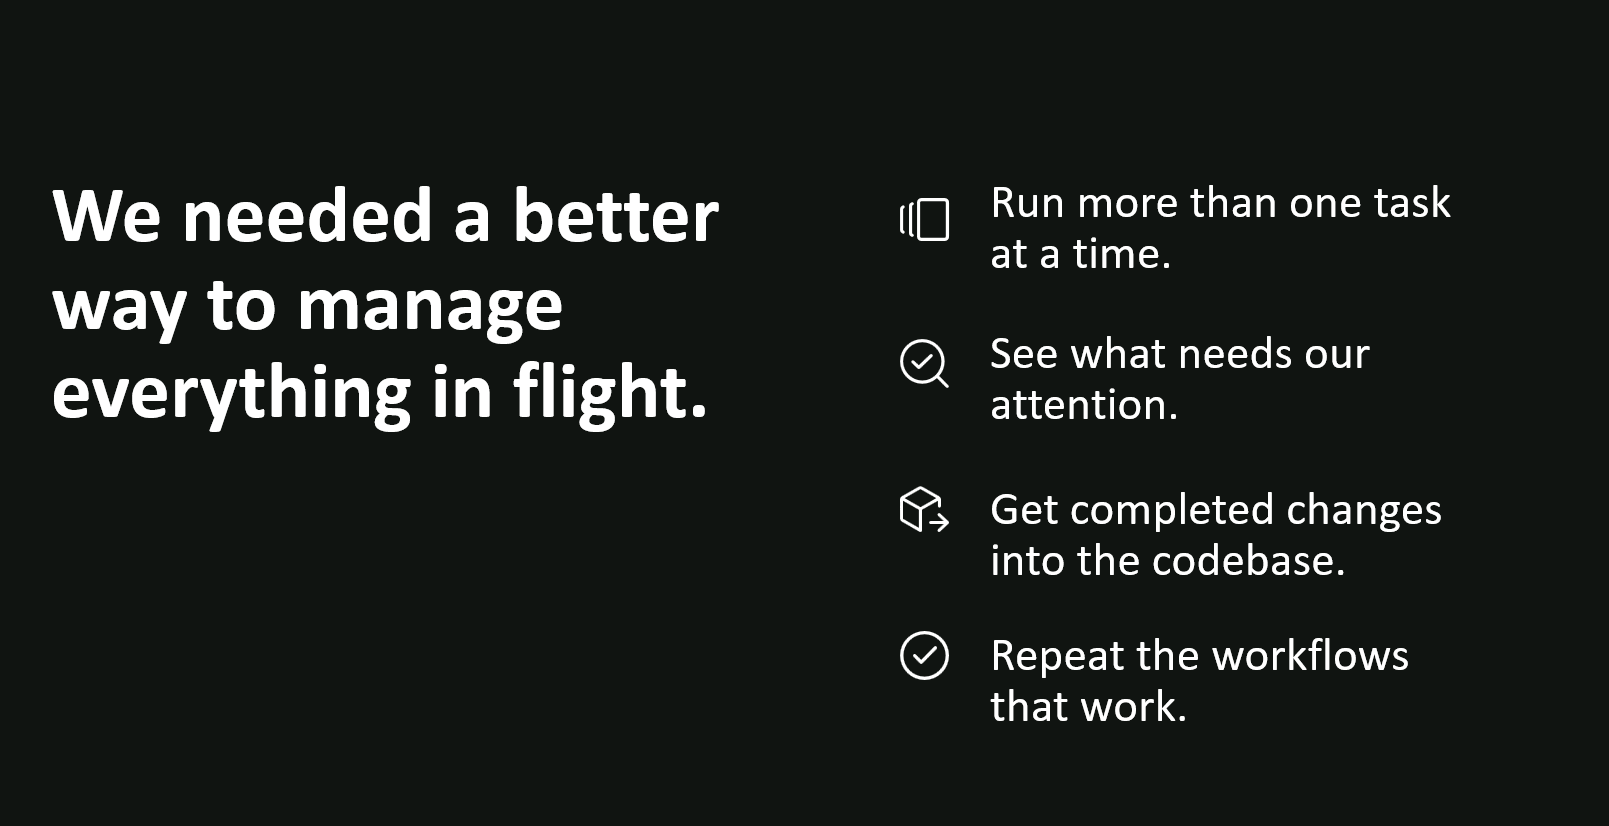 We needed a better
way to manage
everything in flight.
Run more than one task
at a time.
See what needs our
attention.
Get completed changes
into the codebase.
Repeat the workflows
that work.